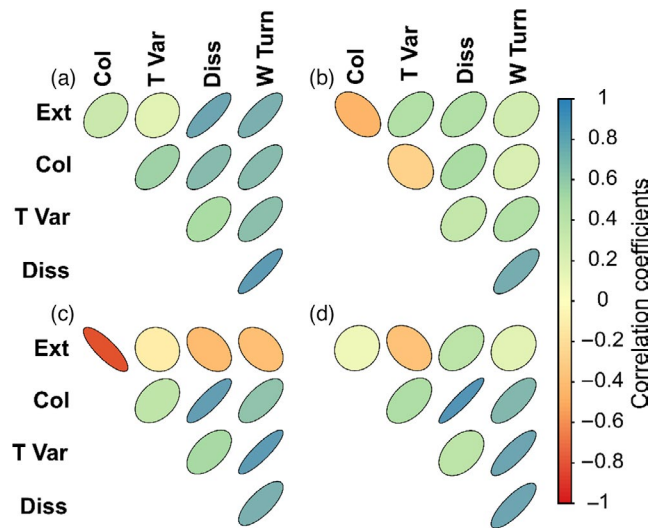 (a) Col T Var Diss W Turn
Ext
Col
T Var
Diss
(b) Col T Var Diss W Turn
(c)
Ext
Col
T Var
Diss
(d)
1
0.8
0.6
0.4
0.2
0
−0.2
−0.4
−0.6
−0.8
−1
Correlation coefficients